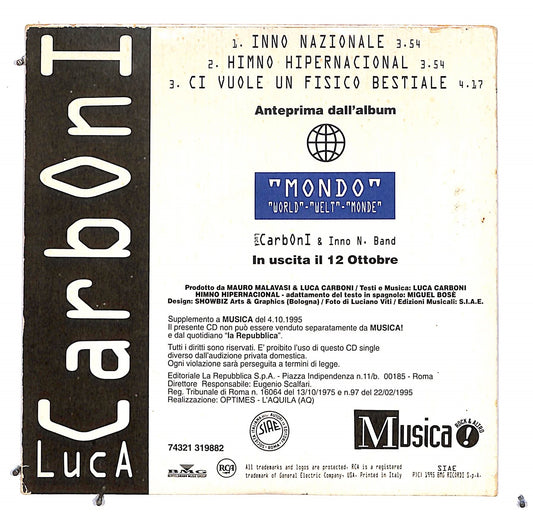 LucA CarbOnI
1. INNO NAZIONALE 3.54
2. HIMNO HIPERNACIONAL 3.54
3. CI VUOLE UN FISICO BESTIALE 4.17
Anteprima dall'album
"MONDO"
"WORLD"-"WELT"-"MONDE"
LucA CarbOnI & Inno N. Band
In uscita il 12 Ottobre
Prodotto da MAURO MALAVASI & LUCA CARBONI / Testi e Musica: LUCA CARBONI
HIMNO HIPERNACIONAL - adattamento del testo in spagnolo: MIGUEL BOSÉ
Design: SHOWBIZ Arts & Graphics (Bologna) / Foto di Luciano Viti / Edizioni Musicali: S.I.A.E.
Supplemento a MUSICA del 4.10.1995
Il presente CD non può essere venduto separatamente da MUSICA!
e dal quotidiano "la Repubblica".
Tutti i diritti sono riservati. E' proibito l'uso di questo CD single
diverso dall'audizione privata domestica.
Ogni violazione sarà perseguita a termini di legge.
Editoriale La Repubblica S.p.A. - Piazza Indipendenza n.11/b. 00185 - Roma
Direttore Responsabile: Eugenio Scalfari.
Reg. Tribunale di Roma n. 16064 del 13/10/1975 e n.97 del 22/02/1995
Realizzazione: OPTIMES - L'AQUILA (AQ)
SIAE
Musica!
ROCK & ALTRO
74321 319882
BMG
RCA
All trademarks and logos are protected. RCA is a registered
trademark of General Electric Company, USA. Printed in Italy
SIAE
P(C) 1995 BMG RICORDI S.p.A.